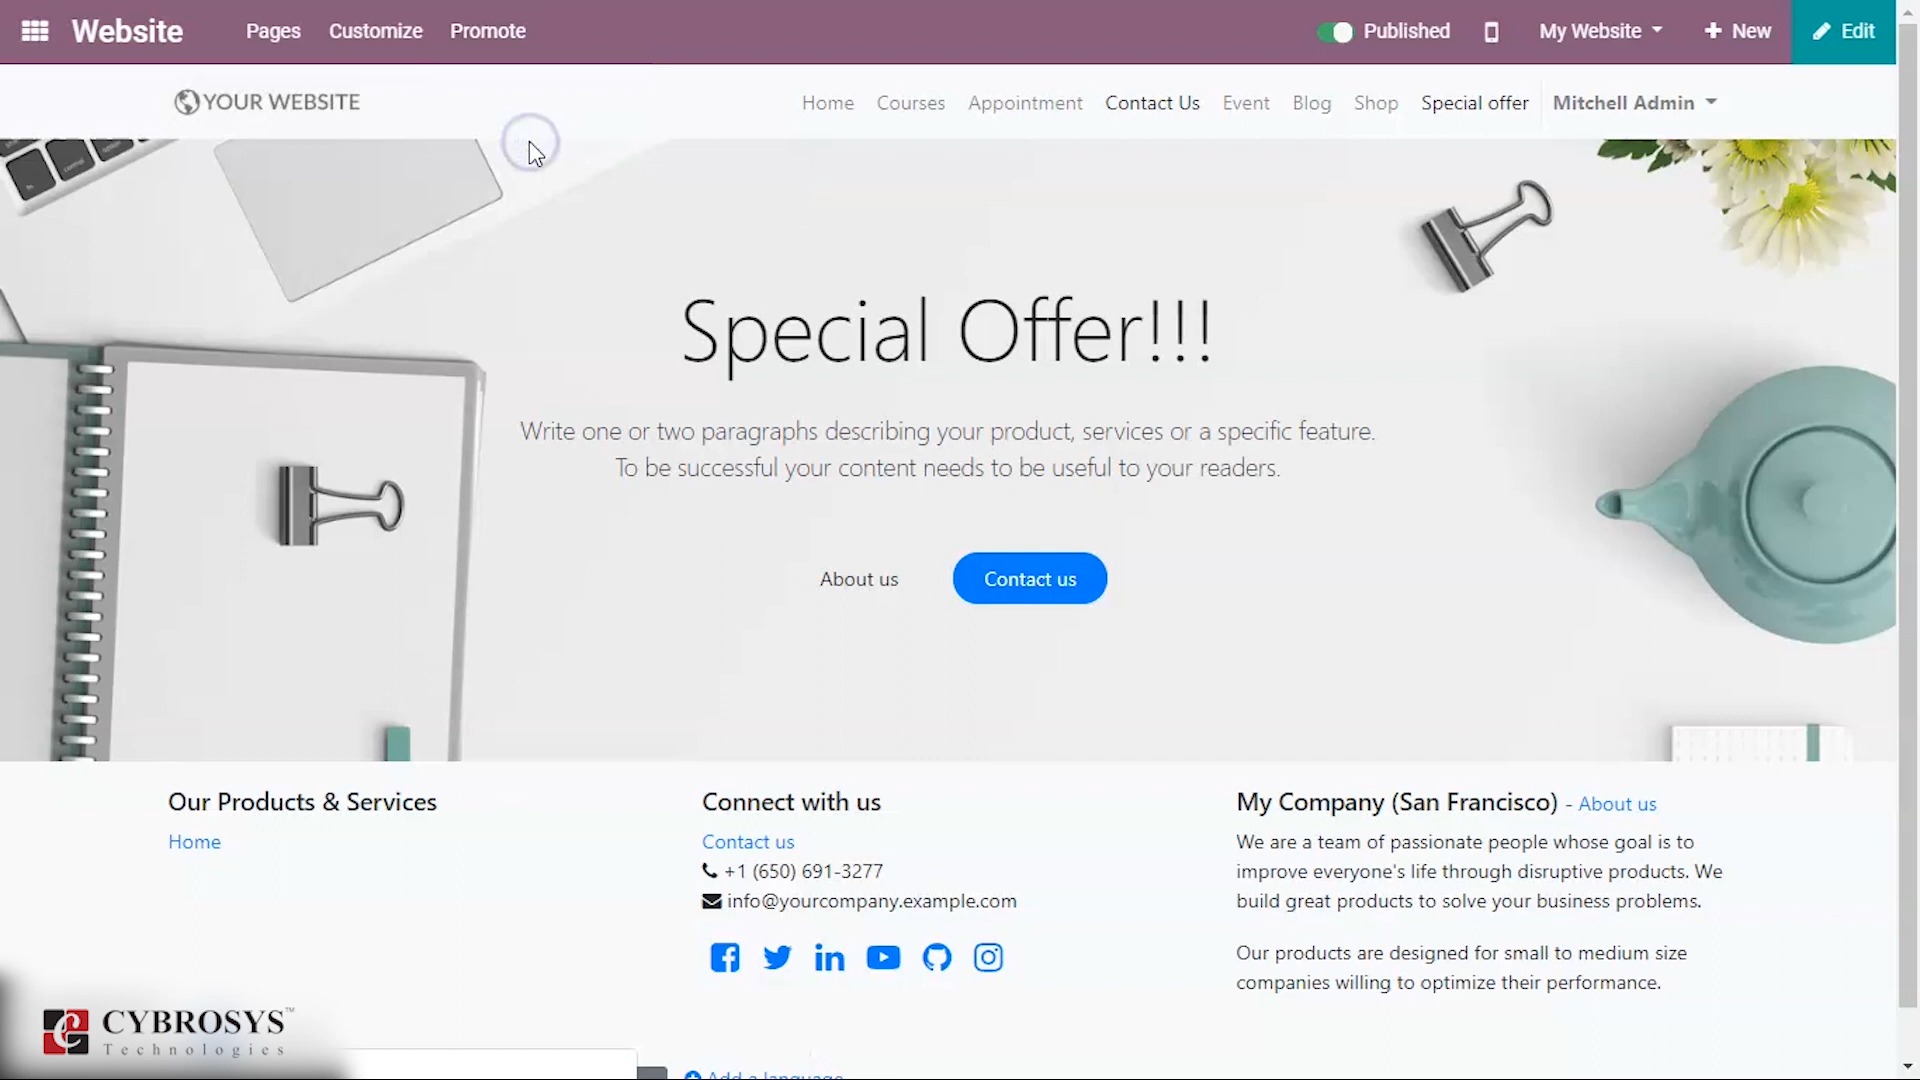 Website Pages Customize Promote Published My Website New Edit
YOUR WEBSITE Home Courses Appointment Contact Us Event Blog Shop Special offer Mitchell Admin
Special Offer!!!
Write one or two paragraphs describing your product, services or a specific feature.
To be successful your content needs to be useful to your readers.
About us Contact us
Our Products & Services
Home
Connect with us
Contact us
+1 (650) 691-3277
info@yourcompany.example.com
My Company (San Francisco) - About us
We are a team of passionate people whose goal is to
improve everyone's life through disruptive products. We
build great products to solve your business problems.
Our products are designed for small to medium size
companies willing to optimize their performance.
CYBROSYS™
Technologies
Add a language